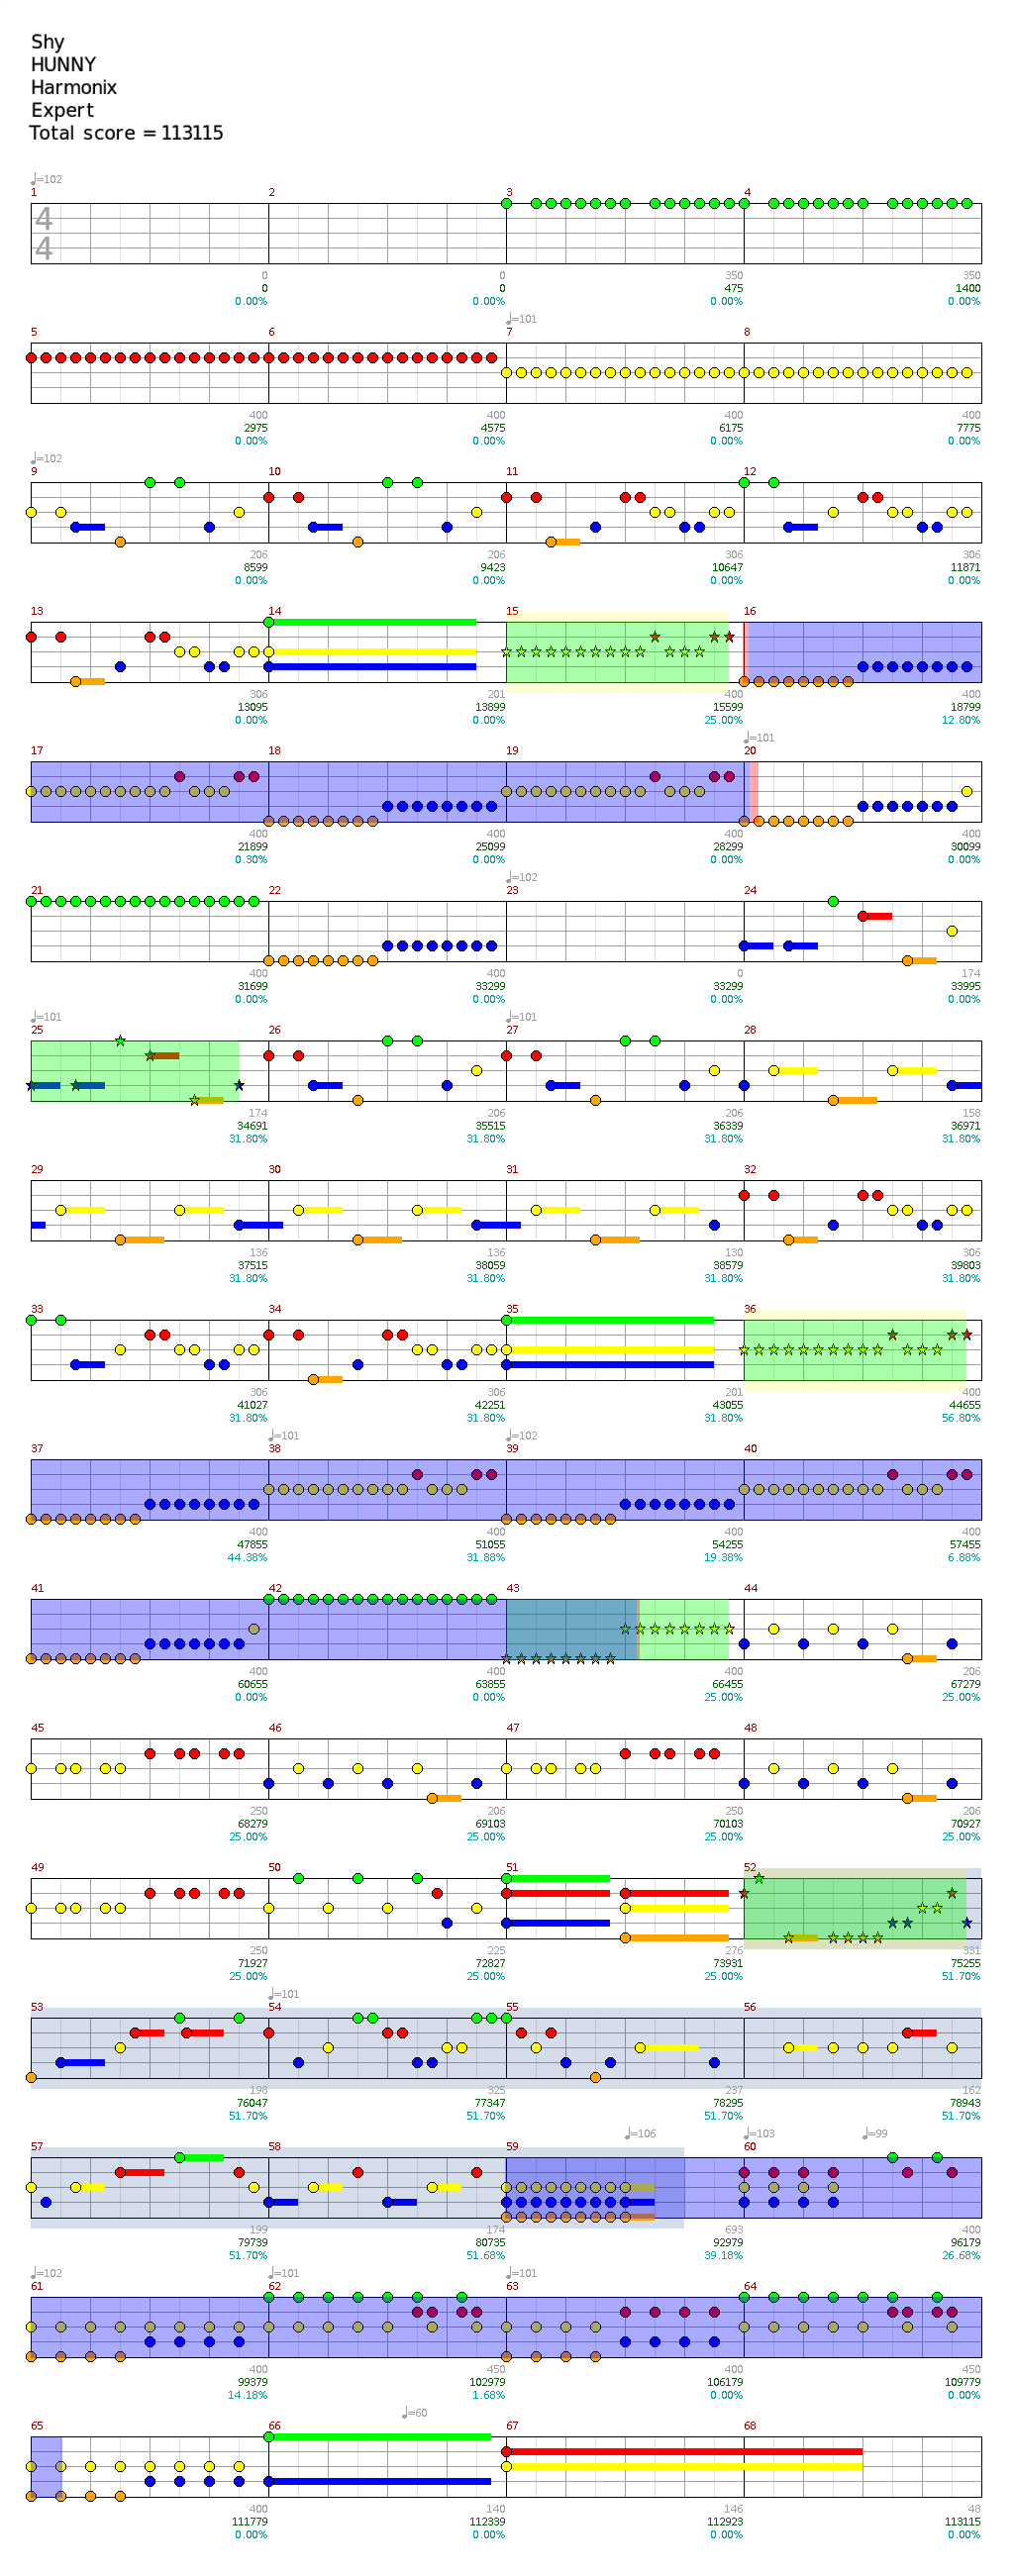 Shy
HUNNY
Harmonix
Expert
Total score = 113115
♩=102
1 2 3 4
4
4
0 0 350 350
0 0 475 1400
0.00% 0.00% 0.00% 0.00%
♩=101
5 6 7 8
400 400 400 400
2975 4575 6175 7775
0.00% 0.00% 0.00% 0.00%
♩=102
9 10 11 12
206 206 306 306
8599 9423 10647 11871
0.00% 0.00% 0.00% 0.00%
13 14 15 16
306 201 400 400
13095 13899 15599 18799
0.00% 0.00% 25.00% 12.80%
♩=101
17 18 19 20
400 400 400 400
21899 25099 28299 30099
0.30% 0.00% 0.00% 0.00%
♩=102
21 22 23 24
400 400 0 174
31699 33299 33299 33995
0.00% 0.00% 0.00% 0.00%
♩=101 ♩=101
25 26 27 28
174 206 206 158
34691 35515 36339 36971
31.80% 31.80% 31.80% 31.80%
29 30 31 32
136 136 130 306
37515 38059 38579 39803
31.80% 31.80% 31.80% 31.80%
33 34 35 36
306 306 201 400
41027 42251 43055 44655
31.80% 31.80% 31.80% 56.80%
♩=101 ♩=102
37 38 39 40
400 400 400 400
47855 51055 54255 57455
44.38% 31.88% 19.38% 6.88%
41 42 43 44
400 400 400 206
60655 63855 66455 67279
0.00% 0.00% 25.00% 25.00%
45 46 47 48
250 206 250 206
68279 69103 70103 70927
25.00% 25.00% 25.00% 25.00%
49 50 51 52
250 225 276 331
71927 72827 73931 75255
25.00% 25.00% 25.00% 51.70%
♩=101
53 54 55 56
198 325 237 162
76047 77347 78295 78943
51.70% 51.70% 51.70% 51.70%
♩=106 ♩=103 ♩=99
57 58 59 60
199 174 693 400
79739 80735 92979 96179
51.70% 51.68% 39.18% 26.68%
♩=102 ♩=101 ♩=101
61 62 63 64
400 450 400 450
99379 102979 106179 109779
14.18% 1.68% 0.00% 0.00%
♩=60
65 66 67 68
400 140 146 48
111779 112339 112923 113115
0.00% 0.00% 0.00% 0.00%